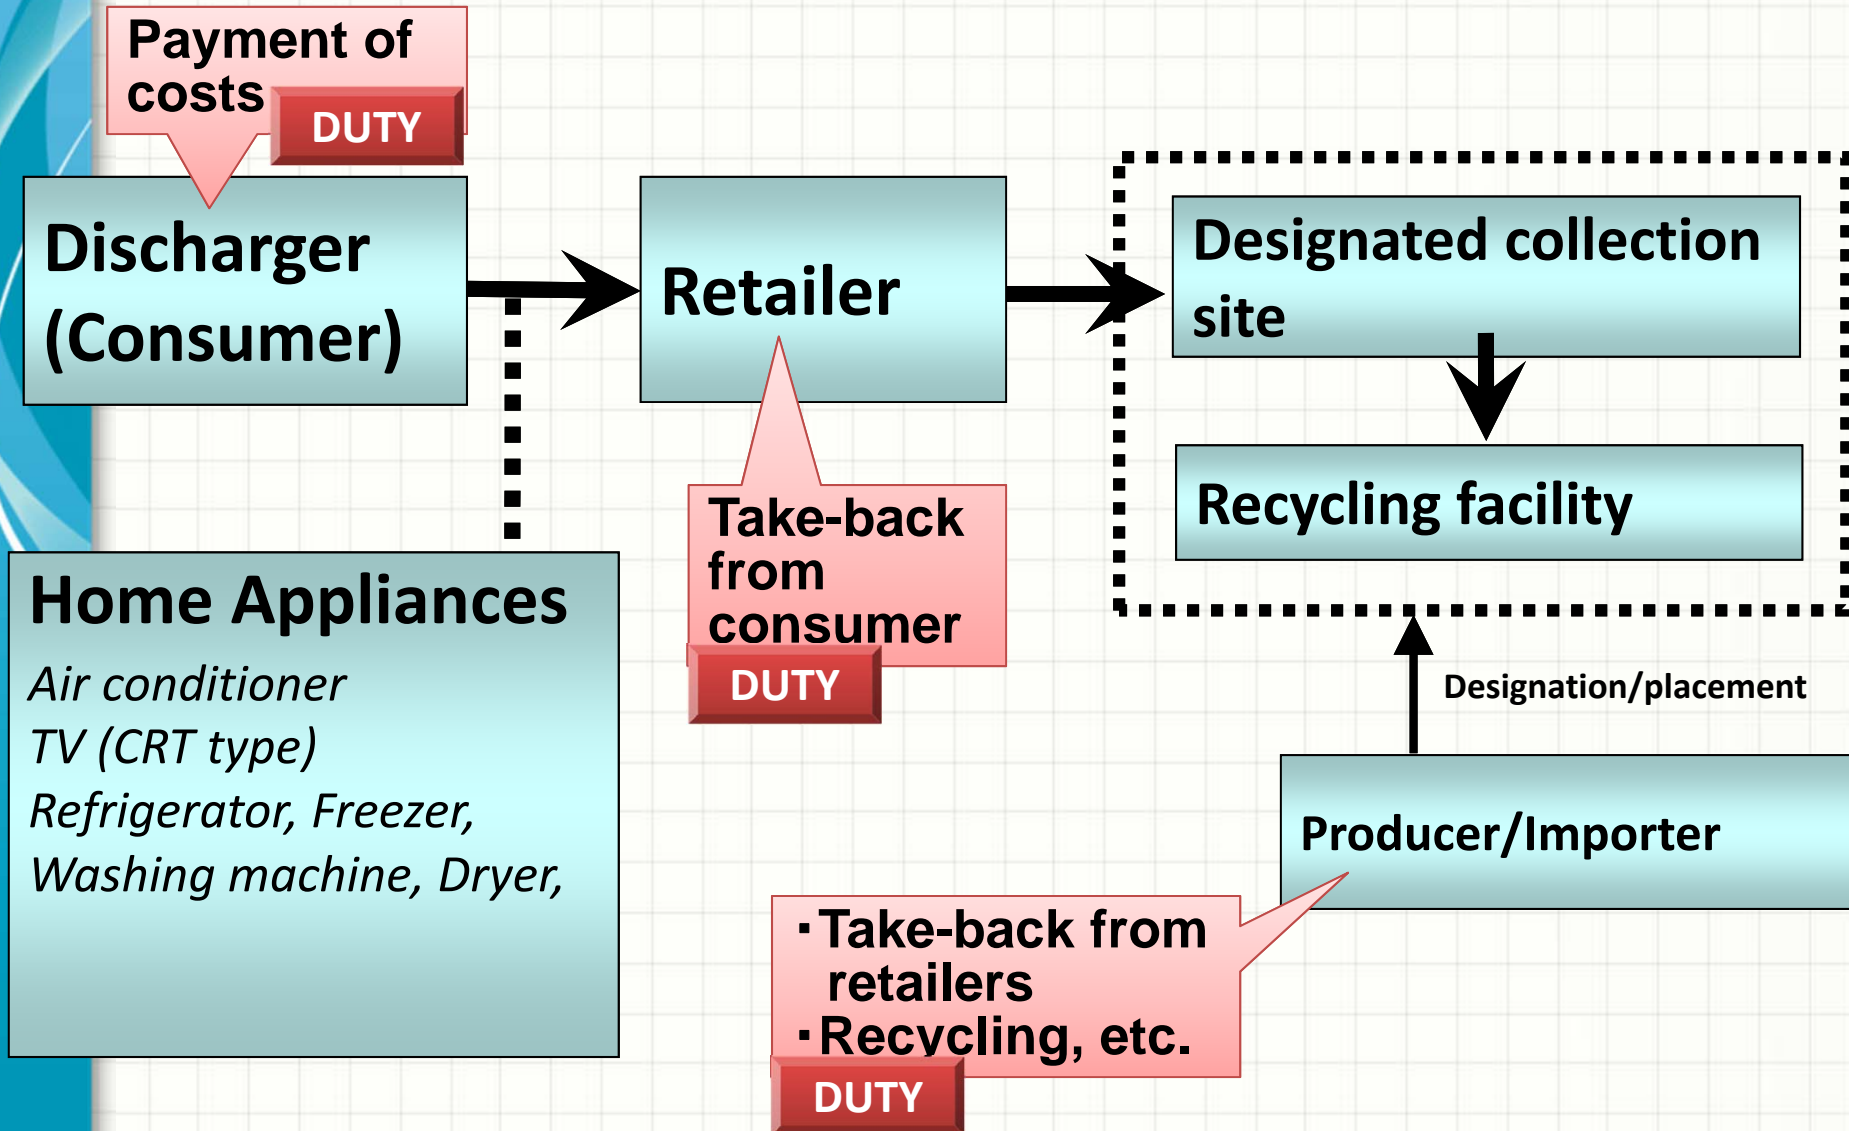 Payment of
costs
DUTY
Discharger
(Consumer)
Retailer
Designated collection
site
Recycling facility
Take-back
from
consumer
DUTY
Home Appliances
Air conditioner
TV (CRT type)
Refrigerator, Freezer,
Washing machine, Dryer,
Designation/placement
Producer/Importer
・Take-back from
retailers
・Recycling, etc.
DUTY